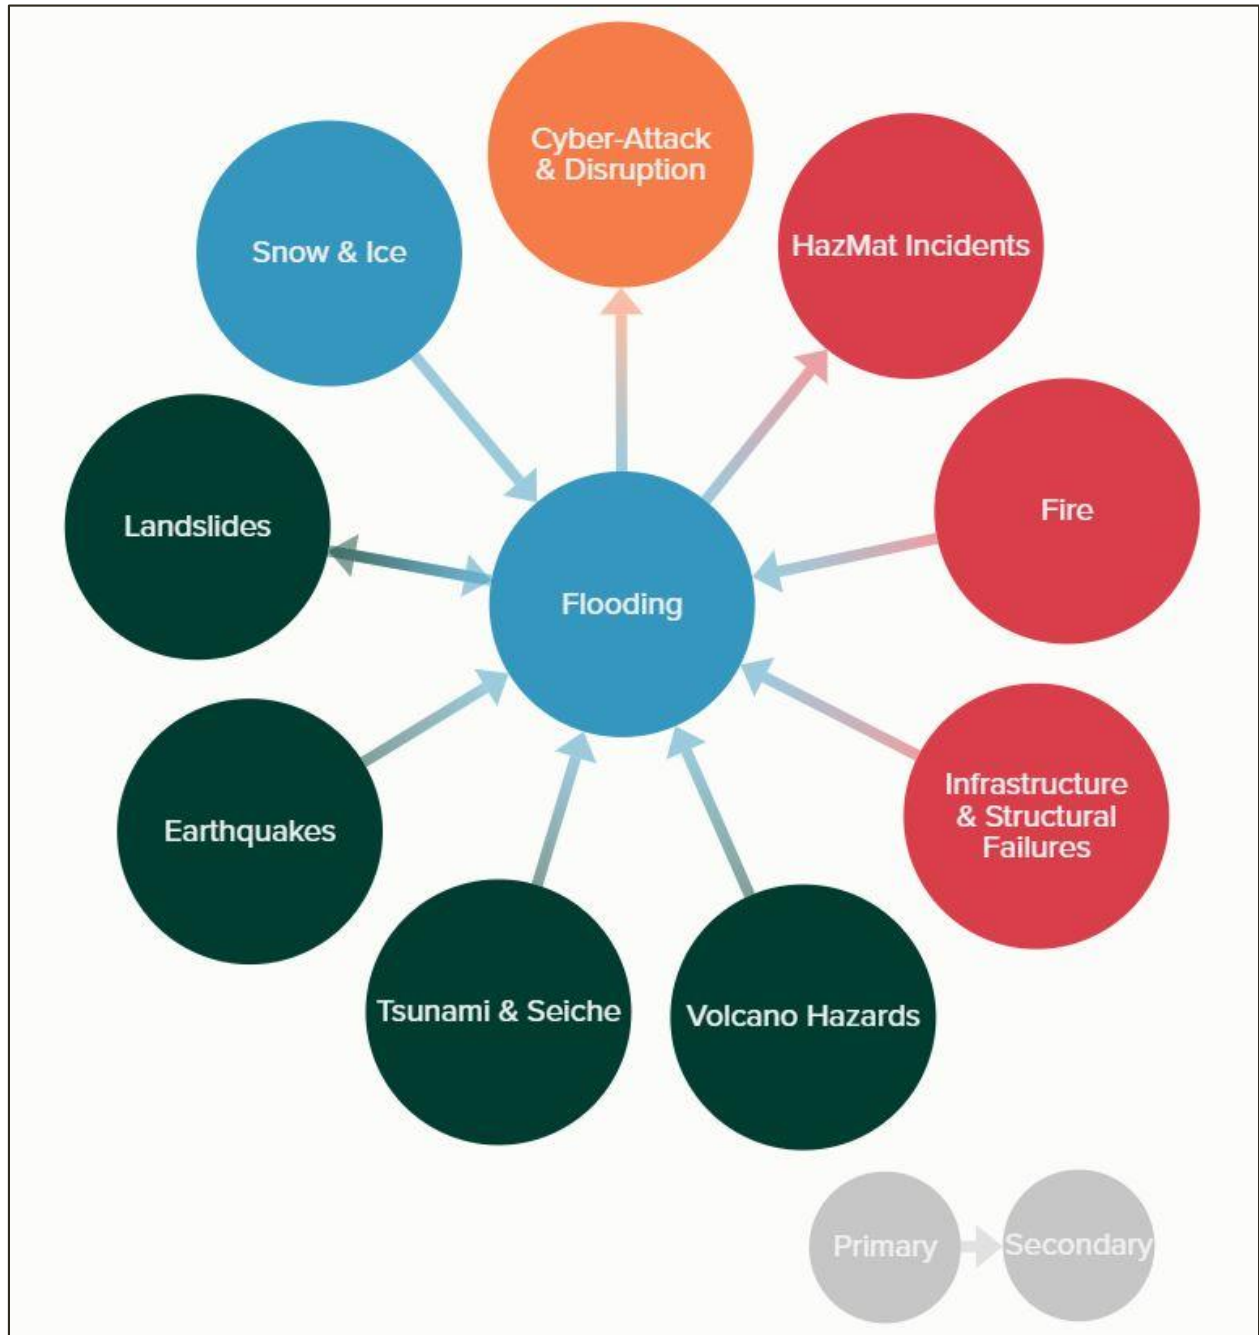 Cyber-Attack
& Disruption
HazMat Incidents
Snow & Ice
Fire
Landslides
Flooding
Infrastructure
& Structural
Failures
Earthquakes
Tsunami & Seiche
Volcano Hazards
Primary
Secondary